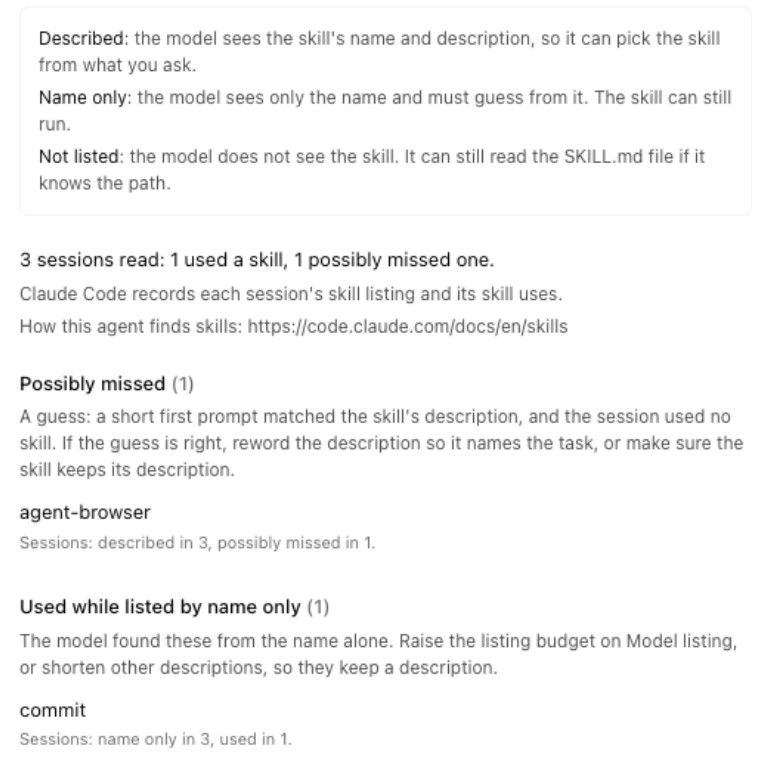 Described: the model sees the skill's name and description, so it can pick the skill
from what you ask.
Name only: the model sees only the name and must guess from it. The skill can still
run.
Not listed: the model does not see the skill. It can still read the SKILL.md file if it
knows the path.
3 sessions read: 1 used a skill, 1 possibly missed one.
Claude Code records each session's skill listing and its skill uses.
How this agent finds skills: https://code.claude.com/docs/en/skills
Possibly missed (1)
A guess: a short first prompt matched the skill's description, and the session used no
skill. If the guess is right, reword the description so it names the task, or make sure the
skill keeps its description.
agent-browser
Sessions: described in 3, possibly missed in 1.
Used while listed by name only (1)
The model found these from the name alone. Raise the listing budget on Model listing,
or shorten other descriptions, so they keep a description.
commit
Sessions: name only in 3, used in 1.